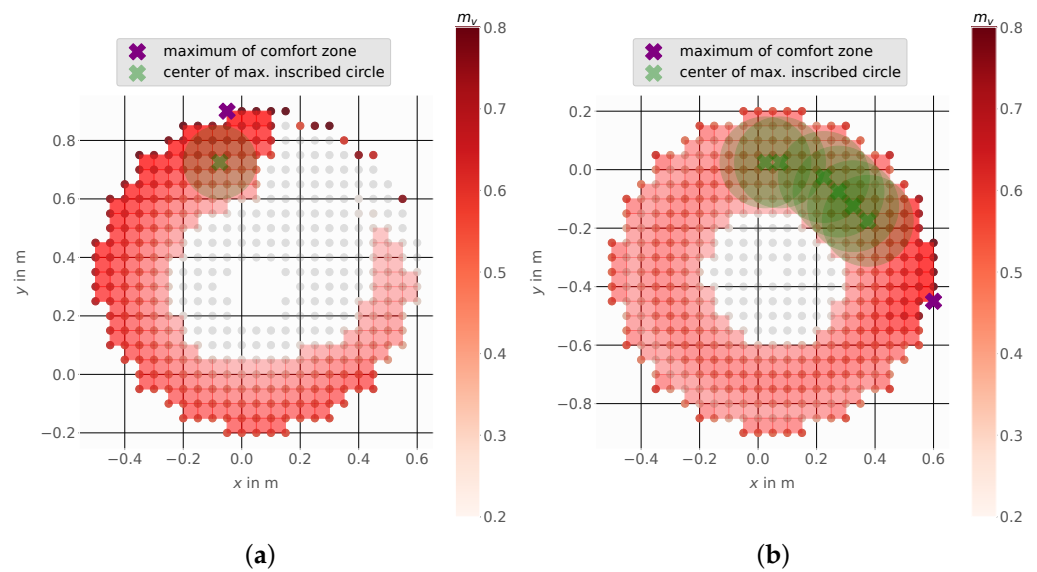 m_v
maximum of comfort zone
center of max. inscribed circle
0.8
0.7
0.6
0.5
0.4
0.3
0.2
0.8
0.6
0.4
0.2
0.0
−0.2
y in m
−0.4 −0.2 0.0 0.2 0.4 0.6
x in m
(a)
m_v
maximum of comfort zone
center of max. inscribed circle
0.8
0.7
0.6
0.5
0.4
0.3
0.2
0.2
0.0
−0.2
−0.4
−0.6
−0.8
y in m
−0.4 −0.2 0.0 0.2 0.4 0.6
x in m
(b)